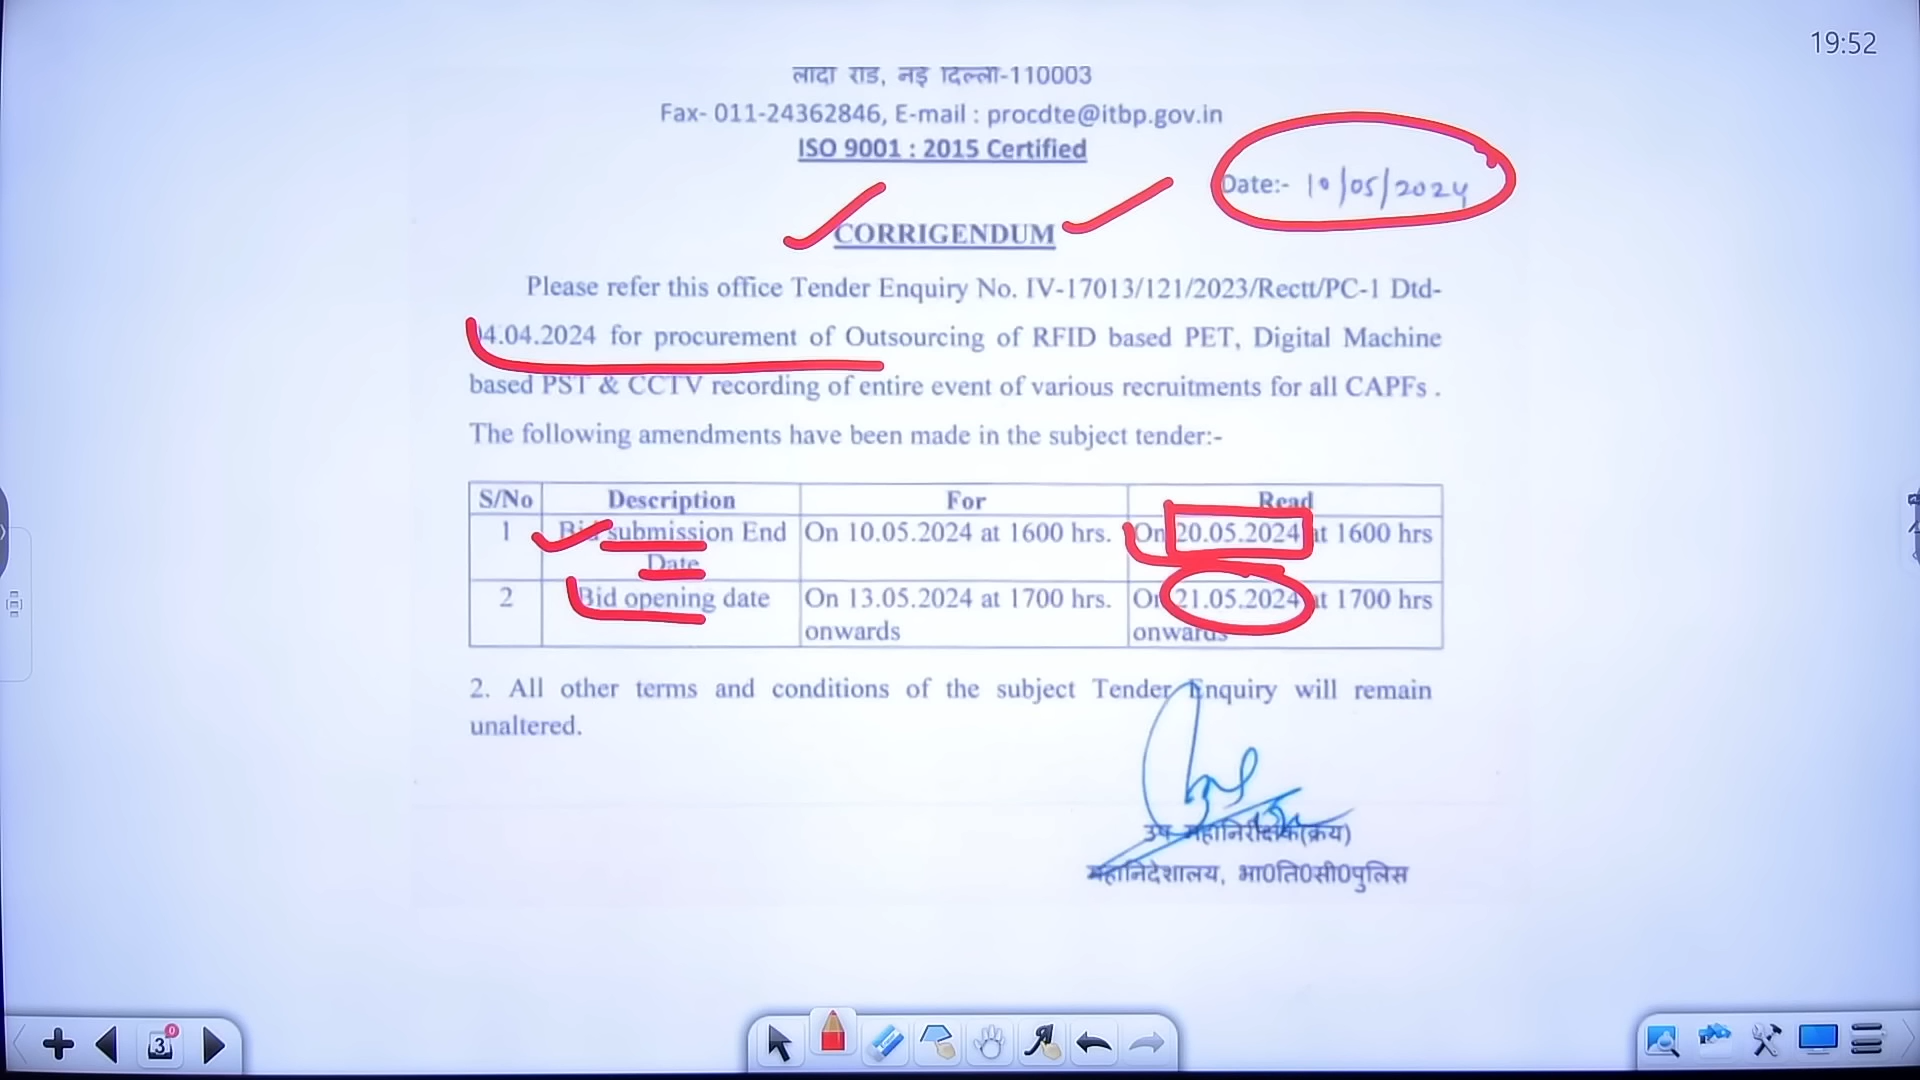 19:52
लोदी रोड, नई दिल्ली-110003
Fax- 011-24362846, E-mail : procdte@itbp.gov.in
ISO 9001 : 2015 Certified
Date:- 10/05/2024
CORRIGENDUM
Please refer this office Tender Enquiry No. IV-17013/121/2023/Rectt/PC-1 Dtd-
04.04.2024 for procurement of Outsourcing of RFID based PET, Digital Machine
based PST & CCTV recording of entire event of various recruitments for all CAPFs .
The following amendments have been made in the subject tender:-
S/No Description For Read
1 Bid submission End Date On 10.05.2024 at 1600 hrs. On 20.05.2024 at 1600 hrs
2 Bid opening date On 13.05.2024 at 1700 hrs. onwards On 21.05.2024 at 1700 hrs onwards
2. All other terms and conditions of the subject Tender Enquiry will remain
unaltered.
उप महानिरीक्षक(क्रय)
महानिदेशालय, भा0ति0सी0पुलिस
3
0